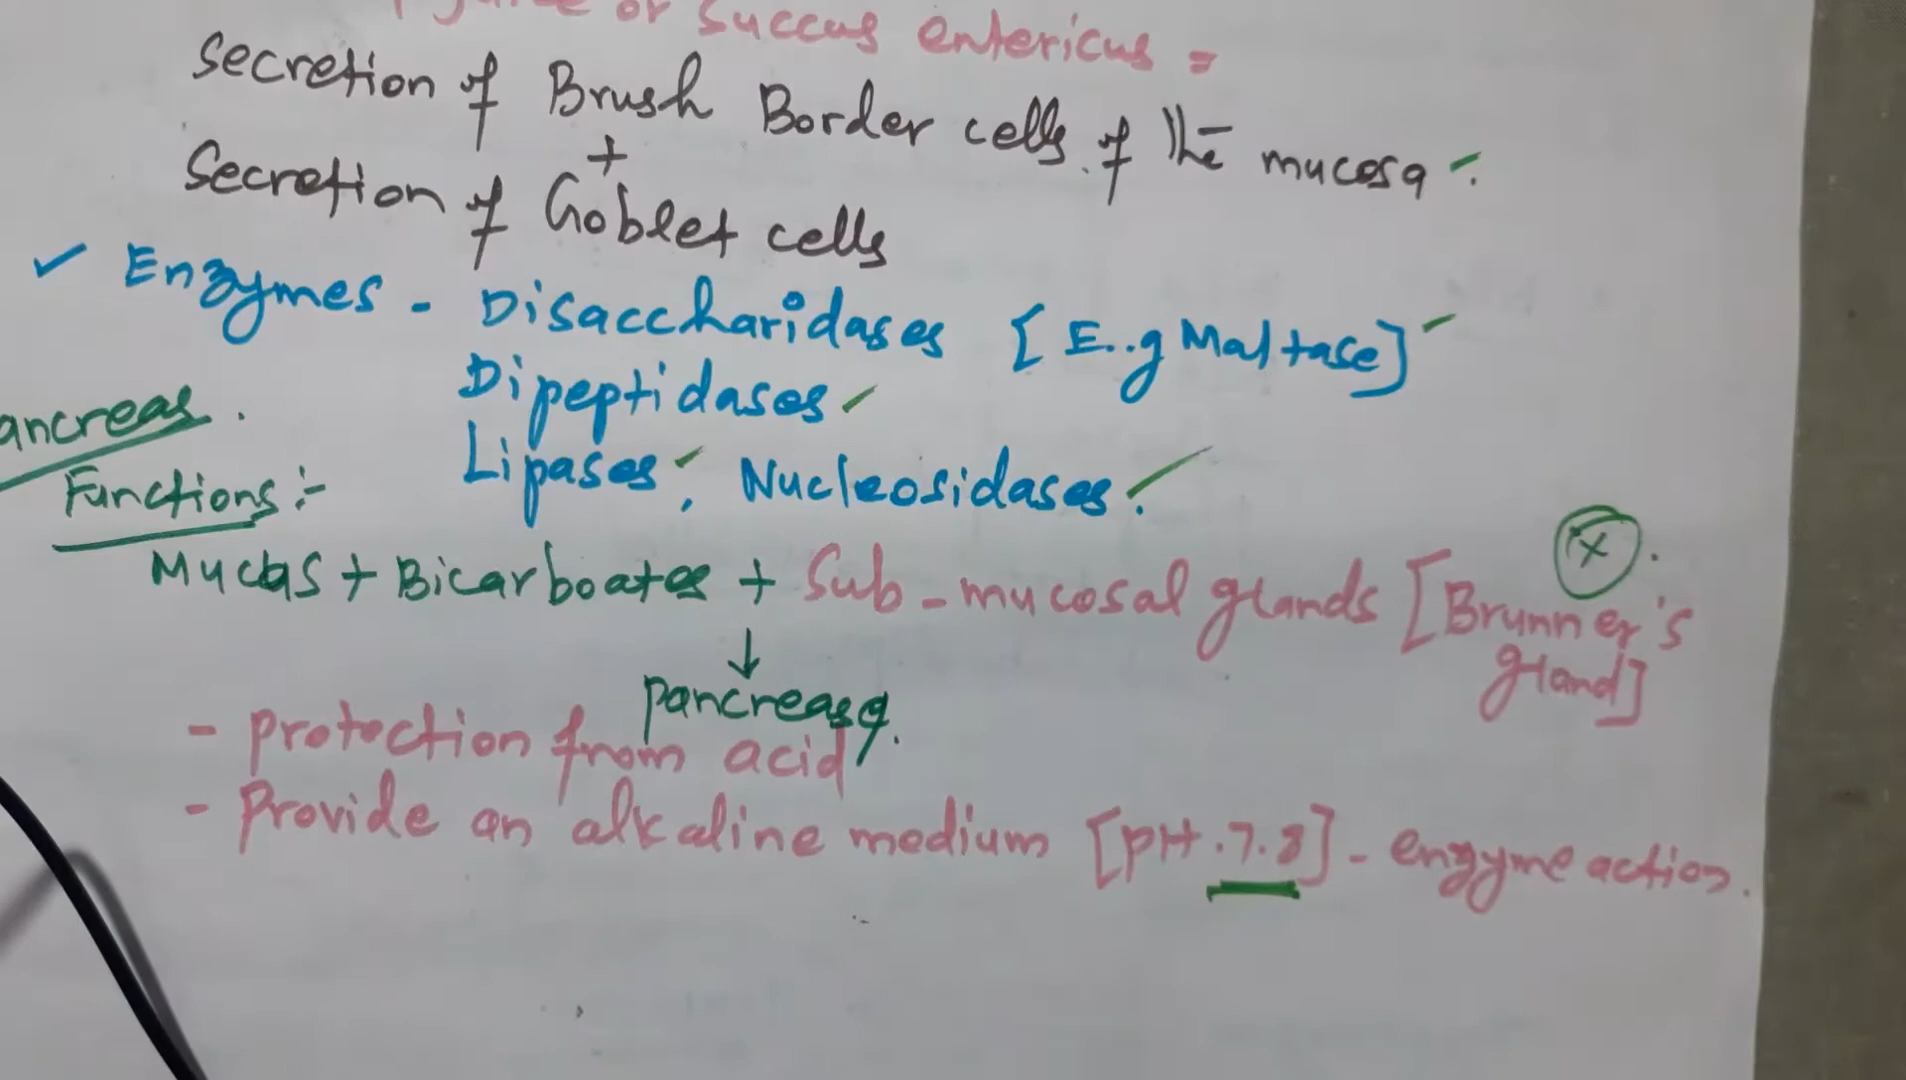 juice or Succus entericus =
Secretion of Brush Border cells of the mucosa.
+
Secretion of Goblet cells
✓ Enzymes - Disaccharidases [E..g Maltase]
Dipeptidases
ancreas.
Lipases, Nucleosidases.
Functions :-
Mucus + Bicarboates + Sub-mucosal glands [Brunner's gland]
x
↓
pancreas
- protection from acid
- Provide an alkaline medium [pH.7.8] - enzyme action.